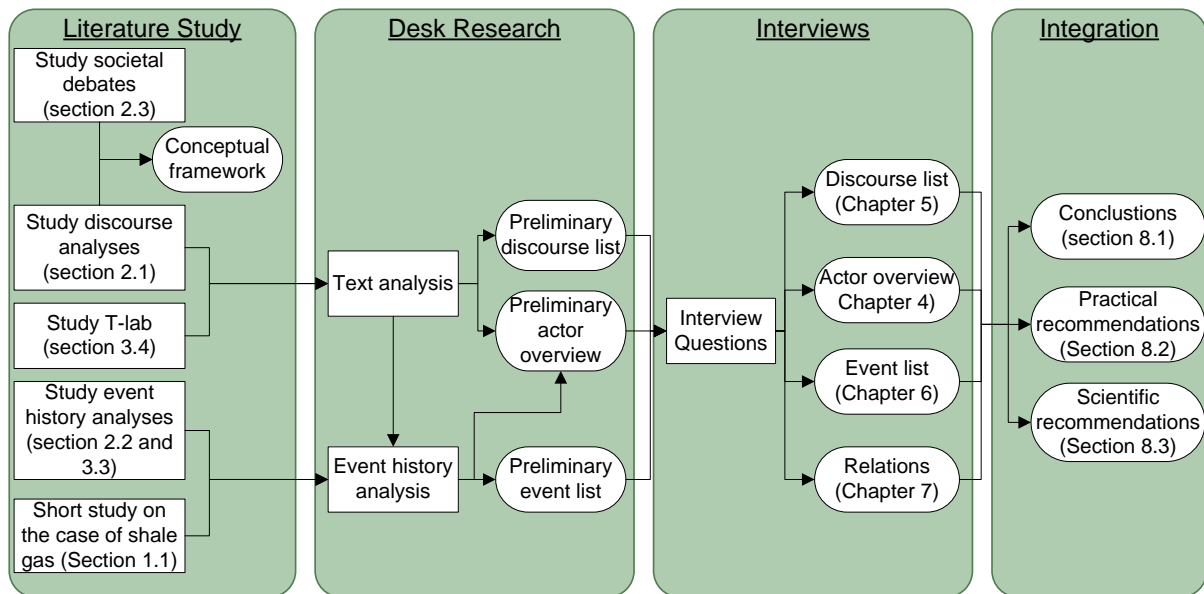 Literature Study
Study societal
debates
(section 2.3)
Conceptual
framework
Study discourse
analyses
(section 2.1)
Study T-lab
(section 3.4)
Study event
history analyses
(section 2.2 and
3.3)
Short study on
the case of shale
gas (Section 1.1)
Desk Research
Text analysis
Event history
analysis
Preliminary
discourse list
Preliminary
actor
overview
Preliminary
event list
Interviews
Interview
Questions
Discourse list
(Chapter 5)
Actor overview
Chapter 4)
Event list
(Chapter 6)
Relations
(Chapter 7)
Integration
Conclustions
(section 8.1)
Practical
recommendations
(Section 8.2)
Scientific
recommendations
(Section 8.3)